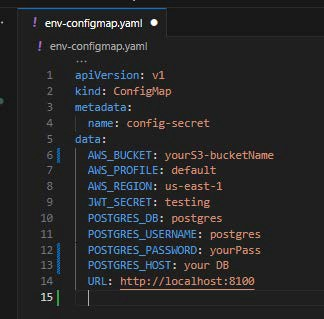 ! env-configmap.yaml ●
! env-configmap.yaml
...
1 apiVersion: v1
2 kind: ConfigMap
3 metadata:
4   name: config-secret
5 data:
6   AWS_BUCKET: yourS3-bucketName
7   AWS_PROFILE: default
8   AWS_REGION: us-east-1
9   JWT_SECRET: testing
10   POSTGRES_DB: postgres
11   POSTGRES_USERNAME: postgres
12   POSTGRES_PASSWORD: yourPass
13   POSTGRES_HOST: your DB
14   URL: http://localhost:8100
15